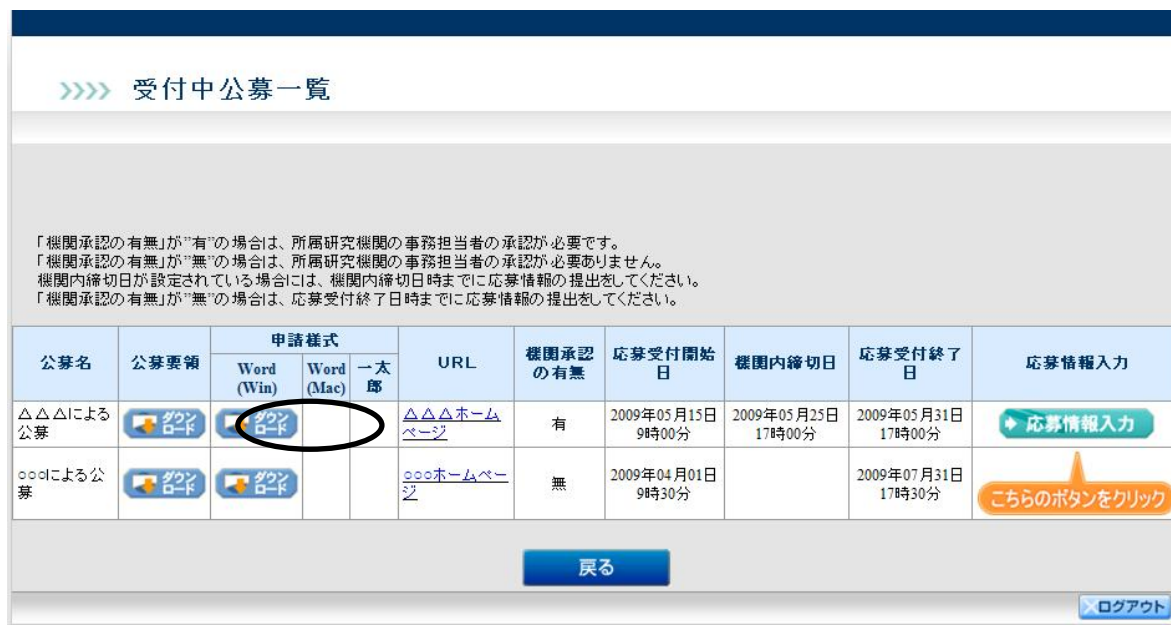 >>>> 受付中公募一覧
「機関承認の有無」が”有”の場合は、所属研究機関の事務担当者の承認が必要です。
「機関承認の有無」が”無”の場合は、所属研究機関の事務担当者の承認が必要ありません。
機関内締切日が設定されている場合には、機関内締切日時までに応募情報の提出をしてください。
「機関承認の有無」が”無”の場合は、応募受付終了日時までに応募情報の提出をしてください。
公募名 公募要領 申請様式 URL 機関承認の有無 応募受付開始日 機関内締切日 応募受付終了日 応募情報入力
Word (Win) Word (Mac) 一太郎
△△△による公募 ダウンロード ダウンロード △△△ホームページ 有 2009年05月15日 9時00分 2009年05月25日 17時00分 2009年05月31日 17時00分 応募情報入力
○○○による公募 ダウンロード ダウンロード ○○○ホームページ 無 2009年04月01日 9時30分 2009年07月31日 17時30分
こちらのボタンをクリック
戻る
ログアウト